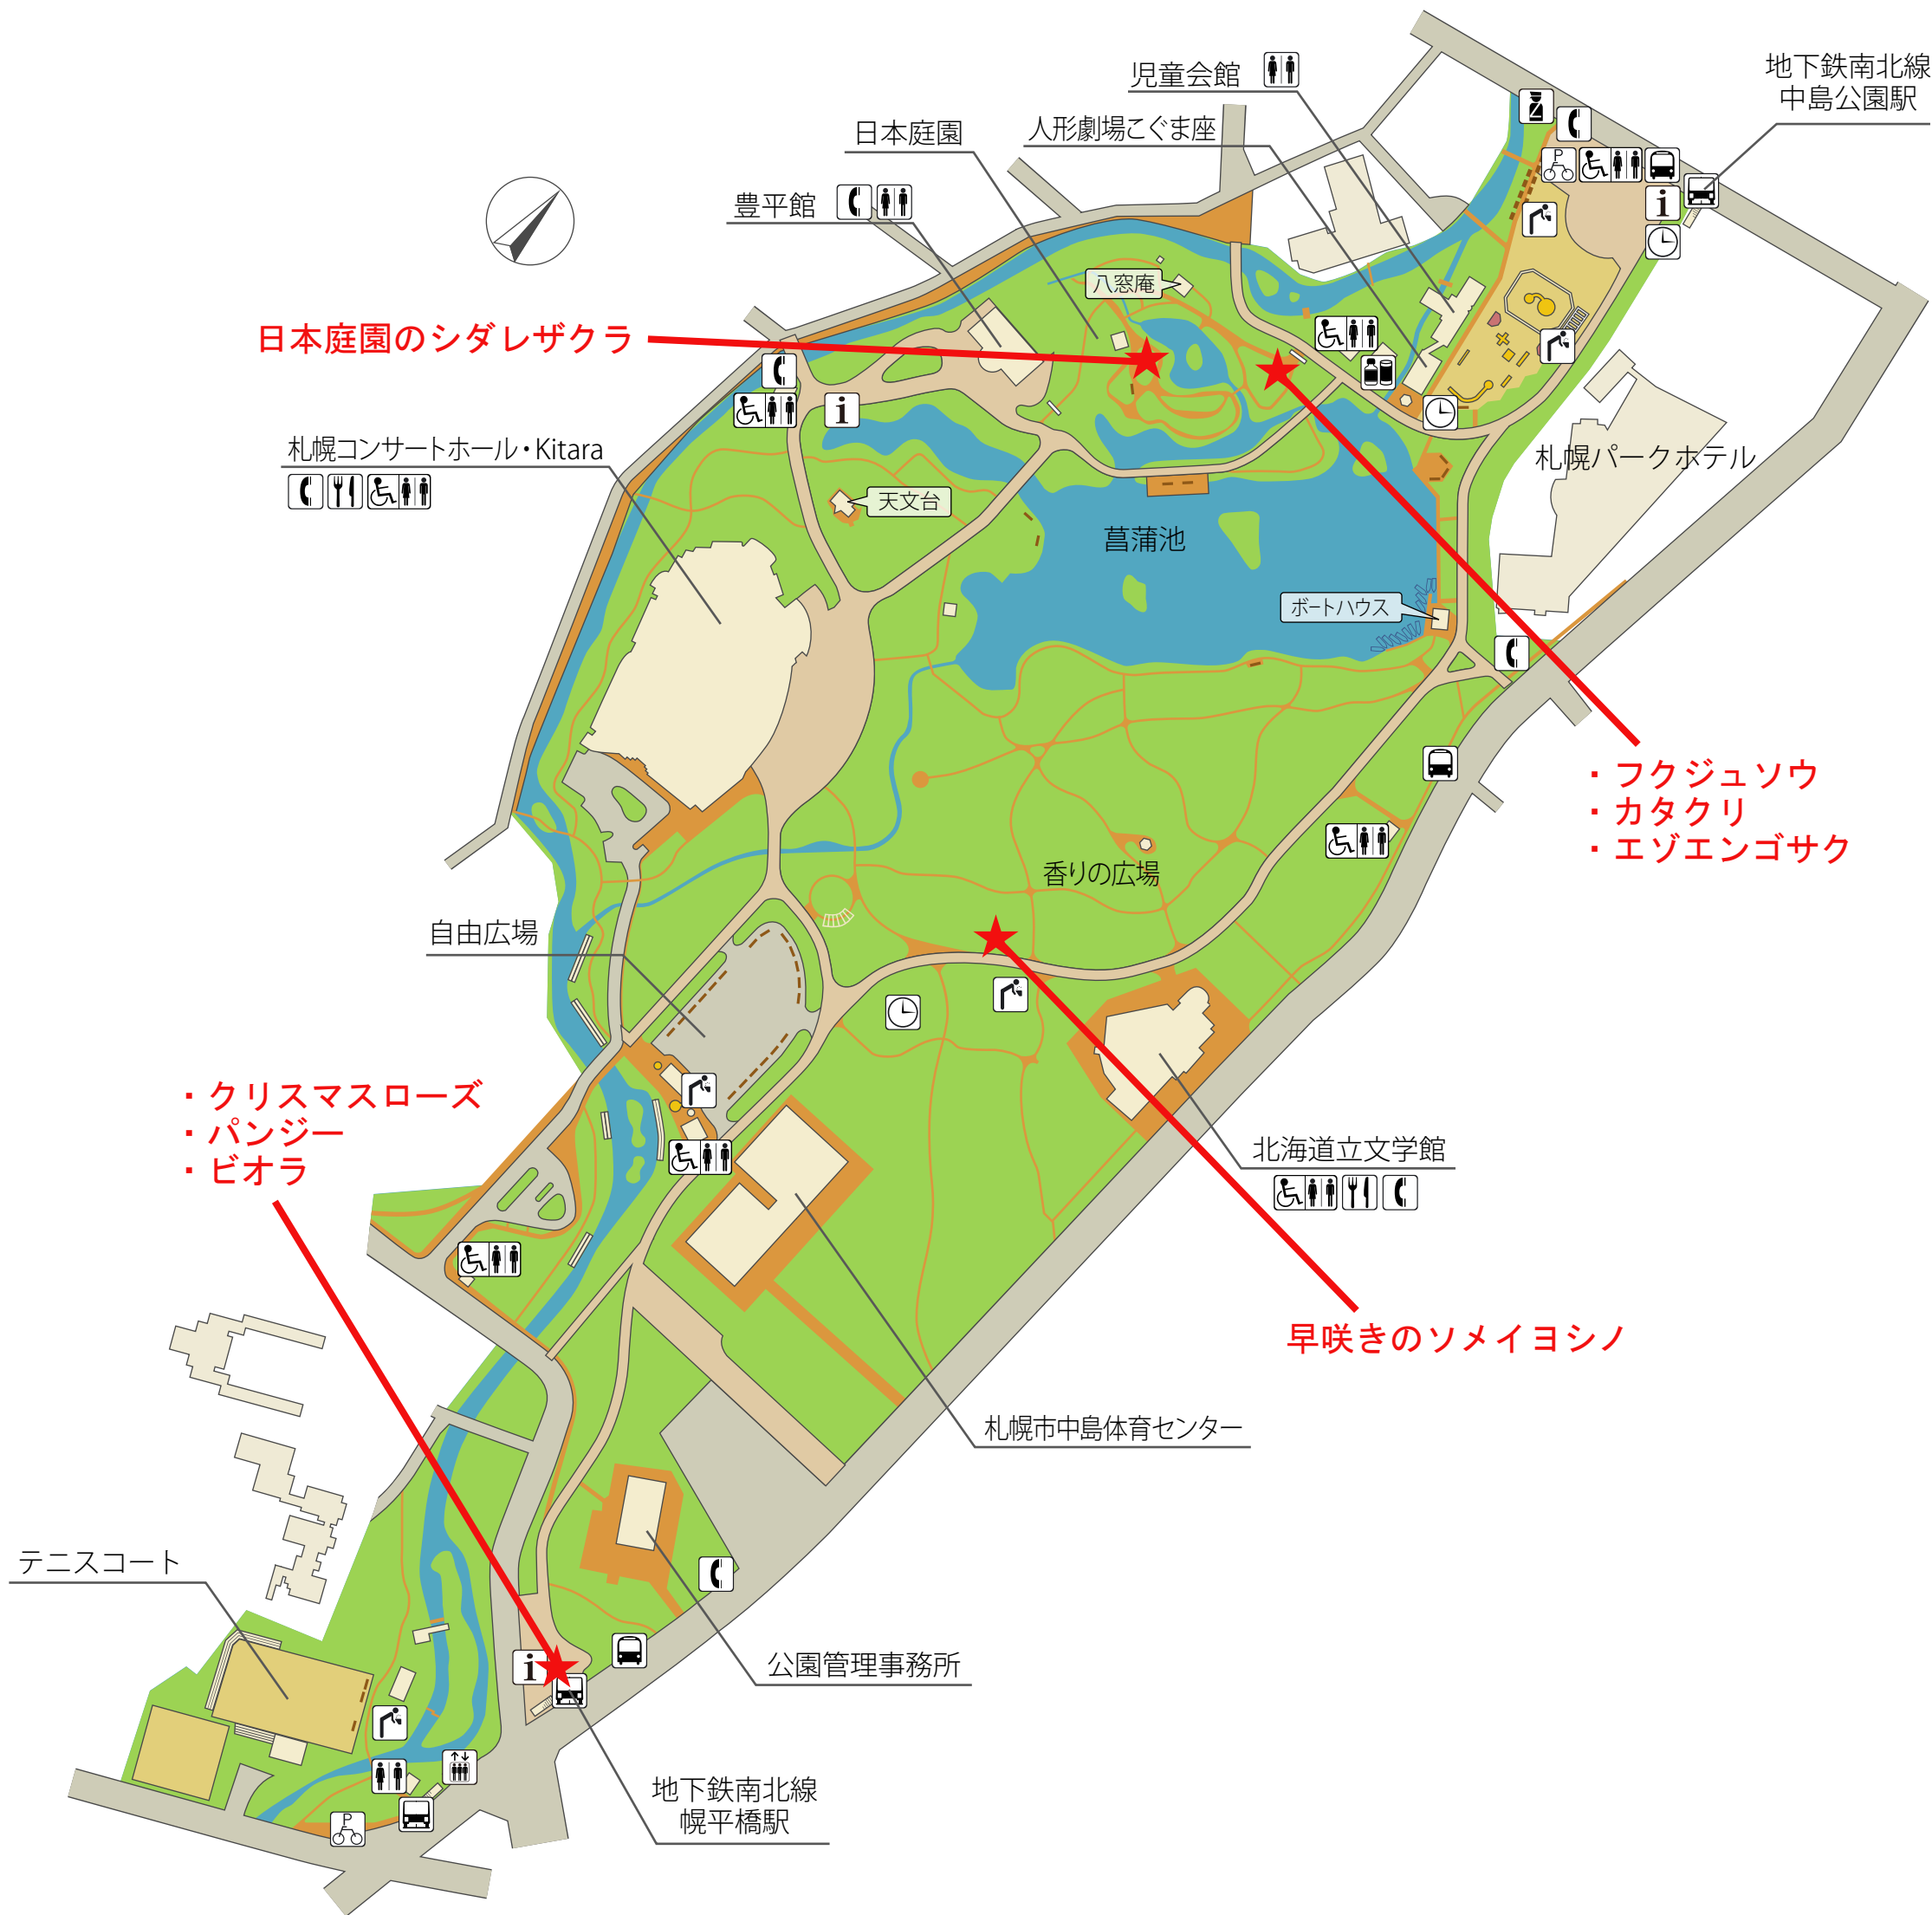 地下鉄南北線
中島公園駅
児童会館
人形劇場こぐま座
日本庭園
豊平館
八窓庵
日本庭園のシダレザクラ
札幌コンサートホール・Kitara
天文台
札幌パークホテル
菖蒲池
ボートハウス
・フクジュソウ
・カタクリ
・エゾエンゴサク
香りの広場
自由広場
・クリスマスローズ
・パンジー
・ビオラ
北海道立文学館
早咲きのソメイヨシノ
札幌市中島体育センター
テニスコート
公園管理事務所
地下鉄南北線
幌平橋駅
P
i
i
i
P